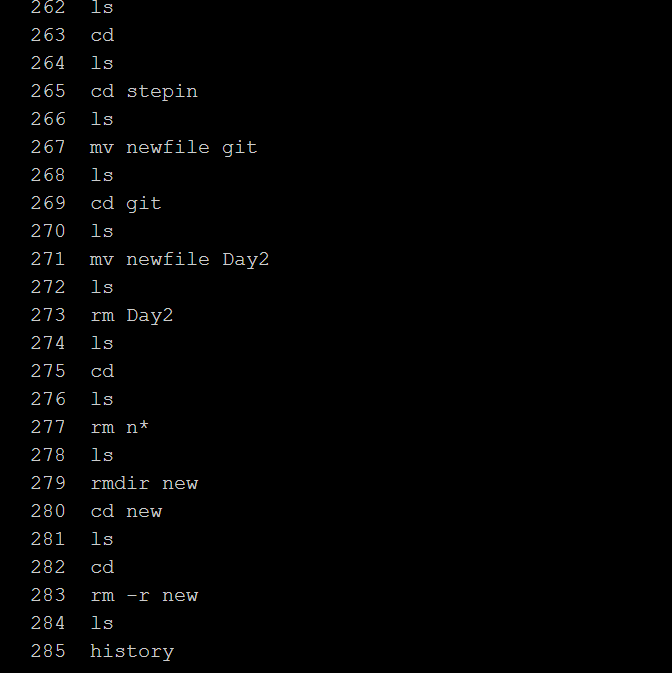 262 ls
263 cd
264 ls
265 cd stepin
266 ls
267 mv newfile git
268 ls
269 cd git
270 ls
271 mv newfile Day2
272 ls
273 rm Day2
274 ls
275 cd
276 ls
277 rm n*
278 ls
279 rmdir new
280 cd new
281 ls
282 cd
283 rm -r new
284 ls
285 history